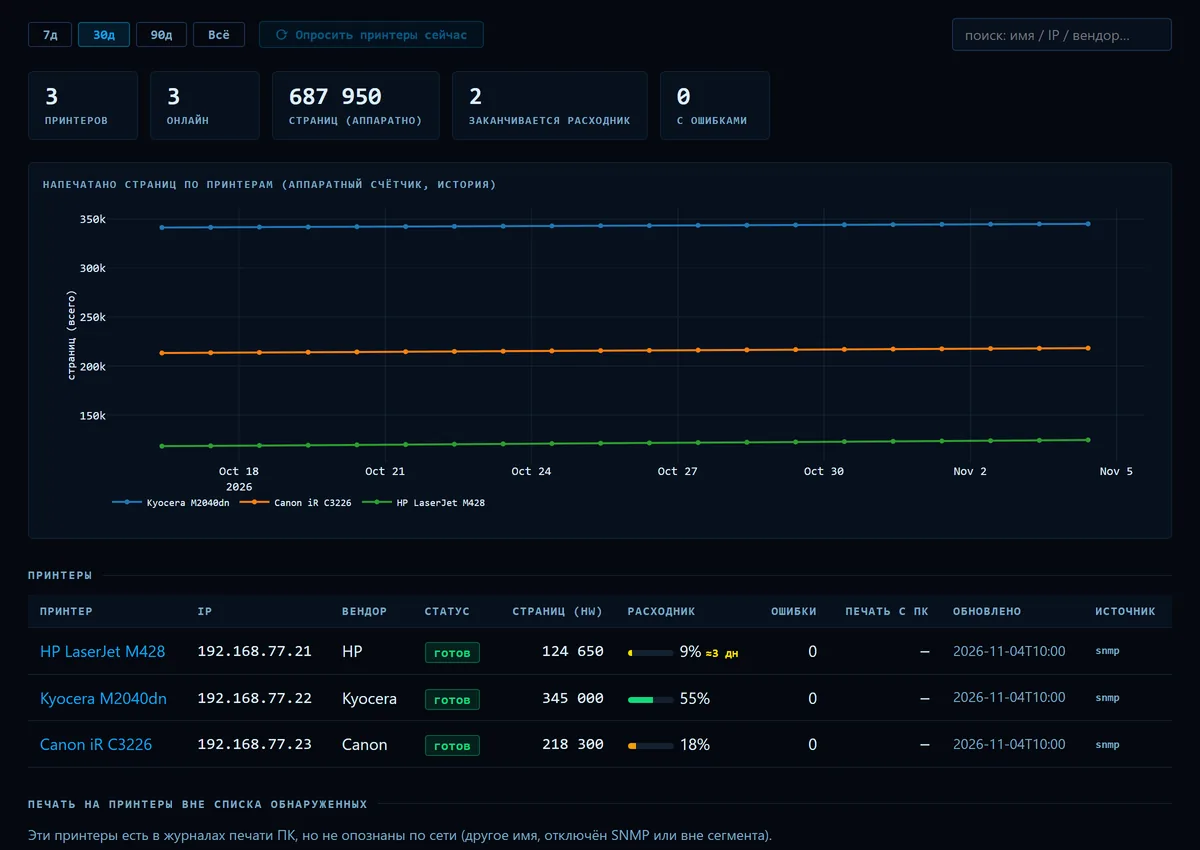 7д 30д 90д Всё Опросить принтеры сейчас поиск: имя / IP / вендор...
3 3 687 950 2 0
ПРИНТЕРОВ ОНЛАЙН СТРАНИЦ (АППАРАТНО) ЗАКАНЧИВАЕТСЯ РАСХОДНИК С ОШИБКАМИ
НАПЕЧАТАНО СТРАНИЦ ПО ПРИНТЕРАМ (АППАРАТНЫЙ СЧЁТЧИК, ИСТОРИЯ)
350k
300k
250k
200k
150k
страниц (всего)
Oct 18 Oct 21 Oct 24 Oct 27 Oct 30 Nov 2 Nov 5
2026
Kyocera M2040dn Canon iR C3226 HP LaserJet M428
ПРИНТЕРЫ
ПРИНТЕР IP ВЕНДОР СТАТУС СТРАНИЦ (HW) РАСХОДНИК ОШИБКИ ПЕЧАТЬ С ПК ОБНОВЛЕНО ИСТОЧНИК
HP LaserJet M428 192.168.77.21 HP готов 124 650 9% ≈3 дн 0 — 2026-11-04T10:00 snmp
Kyocera M2040dn 192.168.77.22 Kyocera готов 345 000 55% 0 — 2026-11-04T10:00 snmp
Canon iR C3226 192.168.77.23 Canon готов 218 300 18% 0 — 2026-11-04T10:00 snmp
ПЕЧАТЬ НА ПРИНТЕРЫ ВНЕ СПИСКА ОБНАРУЖЕННЫХ
Эти принтеры есть в журналах печати ПК, но не опознаны по сети (другое имя, отключён SNMP или вне сегмента).